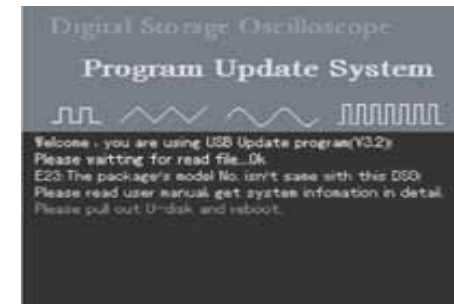 Digital Storage Oscilloscope
Program Update System
Welcome , you are using USB Update program(V3.2):
Please waitting for read file...Ok
E23: The package's model No. isn't same with this DSO!
Please read user manual get system infomation in detail.
Please pull out U-disk and reboot.